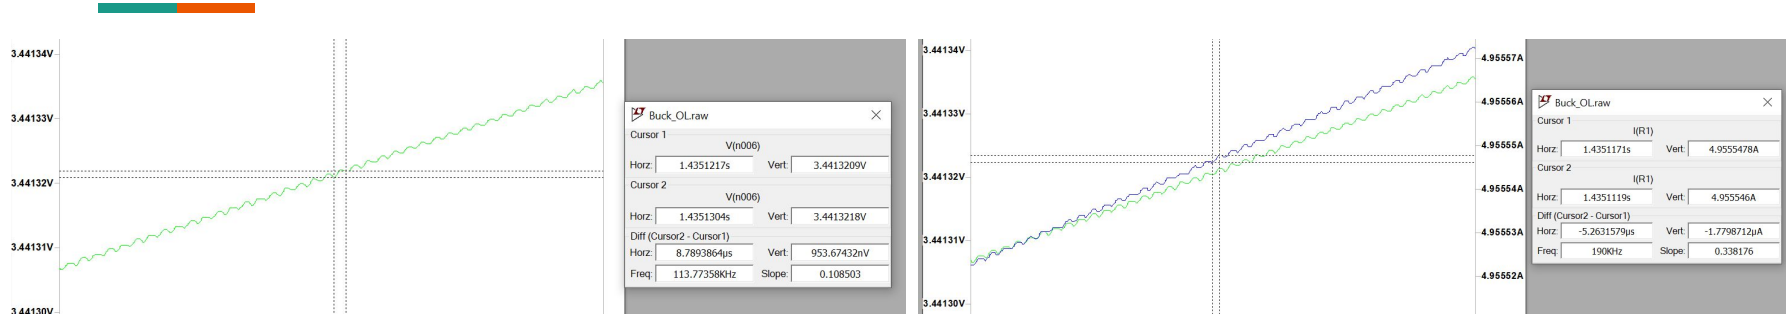 3.44134V
3.44133V
3.44132V
3.44131V
3.44130V
Buck_OL.raw
Cursor 1
V(n006)
Horz: 1.4351217s Vert: 3.4413209V
Cursor 2
V(n006)
Horz: 1.4351304s Vert: 3.4413218V
Diff (Cursor2 - Cursor1)
Horz: 8.7893864µs Vert: 953.67432nV
Freq: 113.77358KHz Slope: 0.108503
3.44134V
3.44133V
3.44132V
3.44131V
3.44130V
4.95557A
4.95556A
4.95555A
4.95554A
4.95553A
4.95552A
Buck_OL.raw
Cursor 1
I(R1)
Horz: 1.4351171s Vert: 4.9555478A
Cursor 2
I(R1)
Horz: 1.4351119s Vert: 4.955546A
Diff (Cursor2 - Cursor1)
Horz: -5.2631579µs Vert: -1.7798712µA
Freq: 190KHz Slope: 0.338176